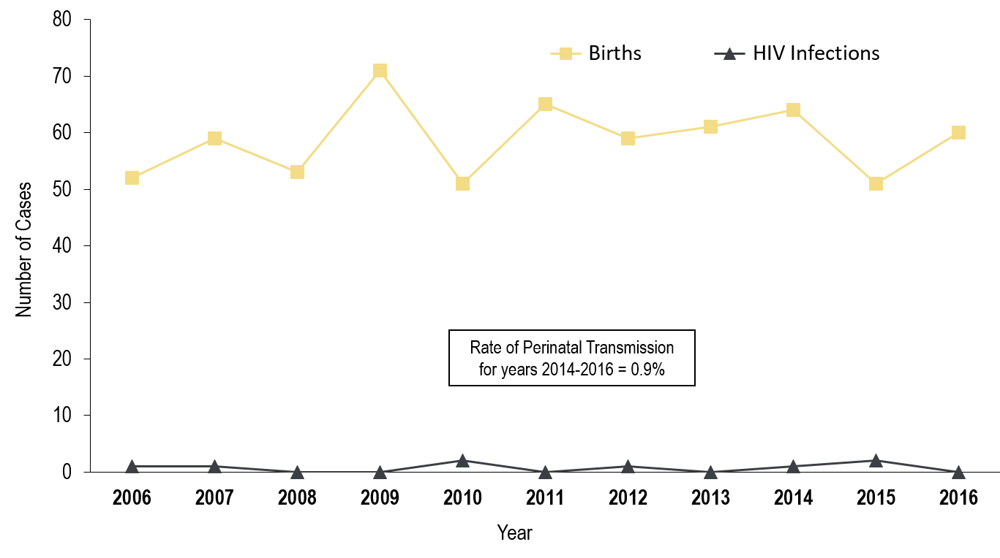 80
Births
HIV Infections
70
60
50
40
30
20
10
0
Number of Cases
Rate of Perinatal Transmission
for years 2014-2016 = 0.9%
2006 2007 2008 2009 2010 2011 2012 2013 2014 2015 2016
Year